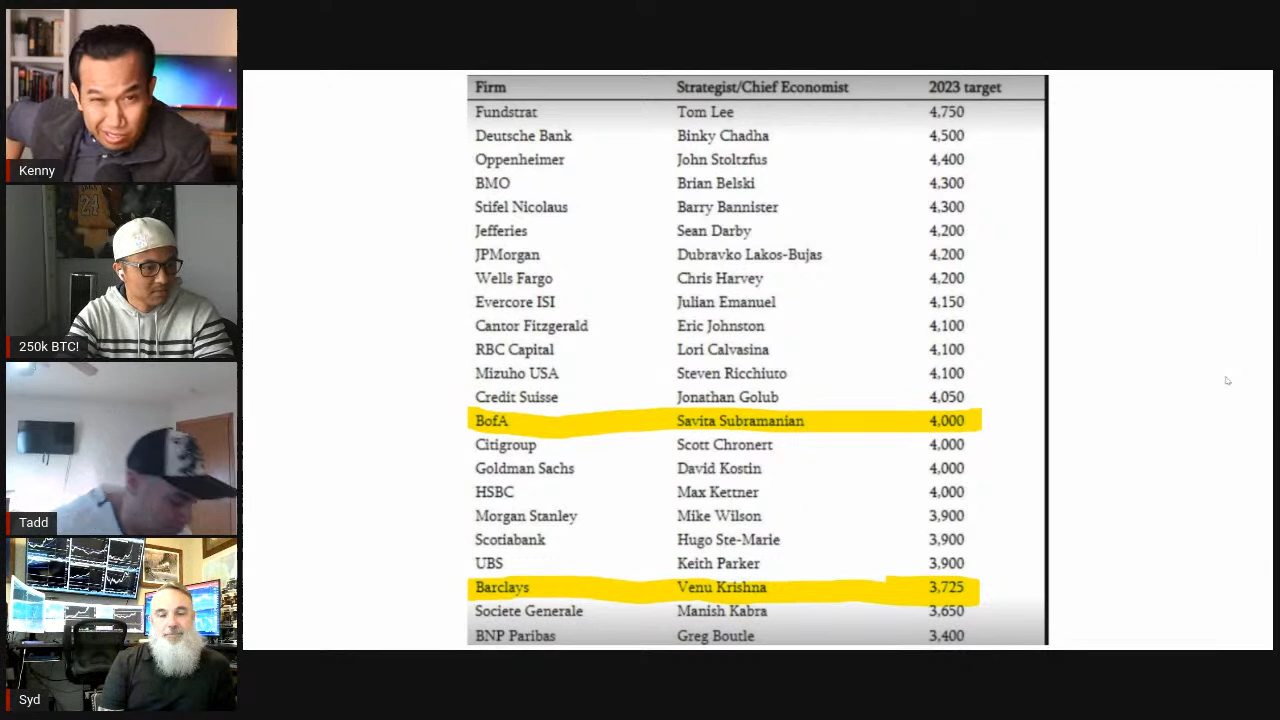 Kenny
24
250k BTC!
Tadd
Syd
Firm Strategist/Chief Economist 2023 target
Fundstrat Tom Lee 4,750
Deutsche Bank Binky Chadha 4,500
Oppenheimer John Stoltzfus 4,400
BMO Brian Belski 4,300
Stifel Nicolaus Barry Bannister 4,300
Jefferies Sean Darby 4,200
JPMorgan Dubravko Lakos-Bujas 4,200
Wells Fargo Chris Harvey 4,200
Evercore ISI Julian Emanuel 4,150
Cantor Fitzgerald Eric Johnston 4,100
RBC Capital Lori Calvasina 4,100
Mizuho USA Steven Ricchiuto 4,100
Credit Suisse Jonathan Golub 4,050
BofA Savita Subramanian 4,000
Citigroup Scott Chronert 4,000
Goldman Sachs David Kostin 4,000
HSBC Max Kettner 4,000
Morgan Stanley Mike Wilson 3,900
Scotiabank Hugo Ste-Marie 3,900
UBS Keith Parker 3,900
Barclays Venu Krishna 3,725
Societe Generale Manish Kabra 3,650
BNP Paribas Greg Boutle 3,400